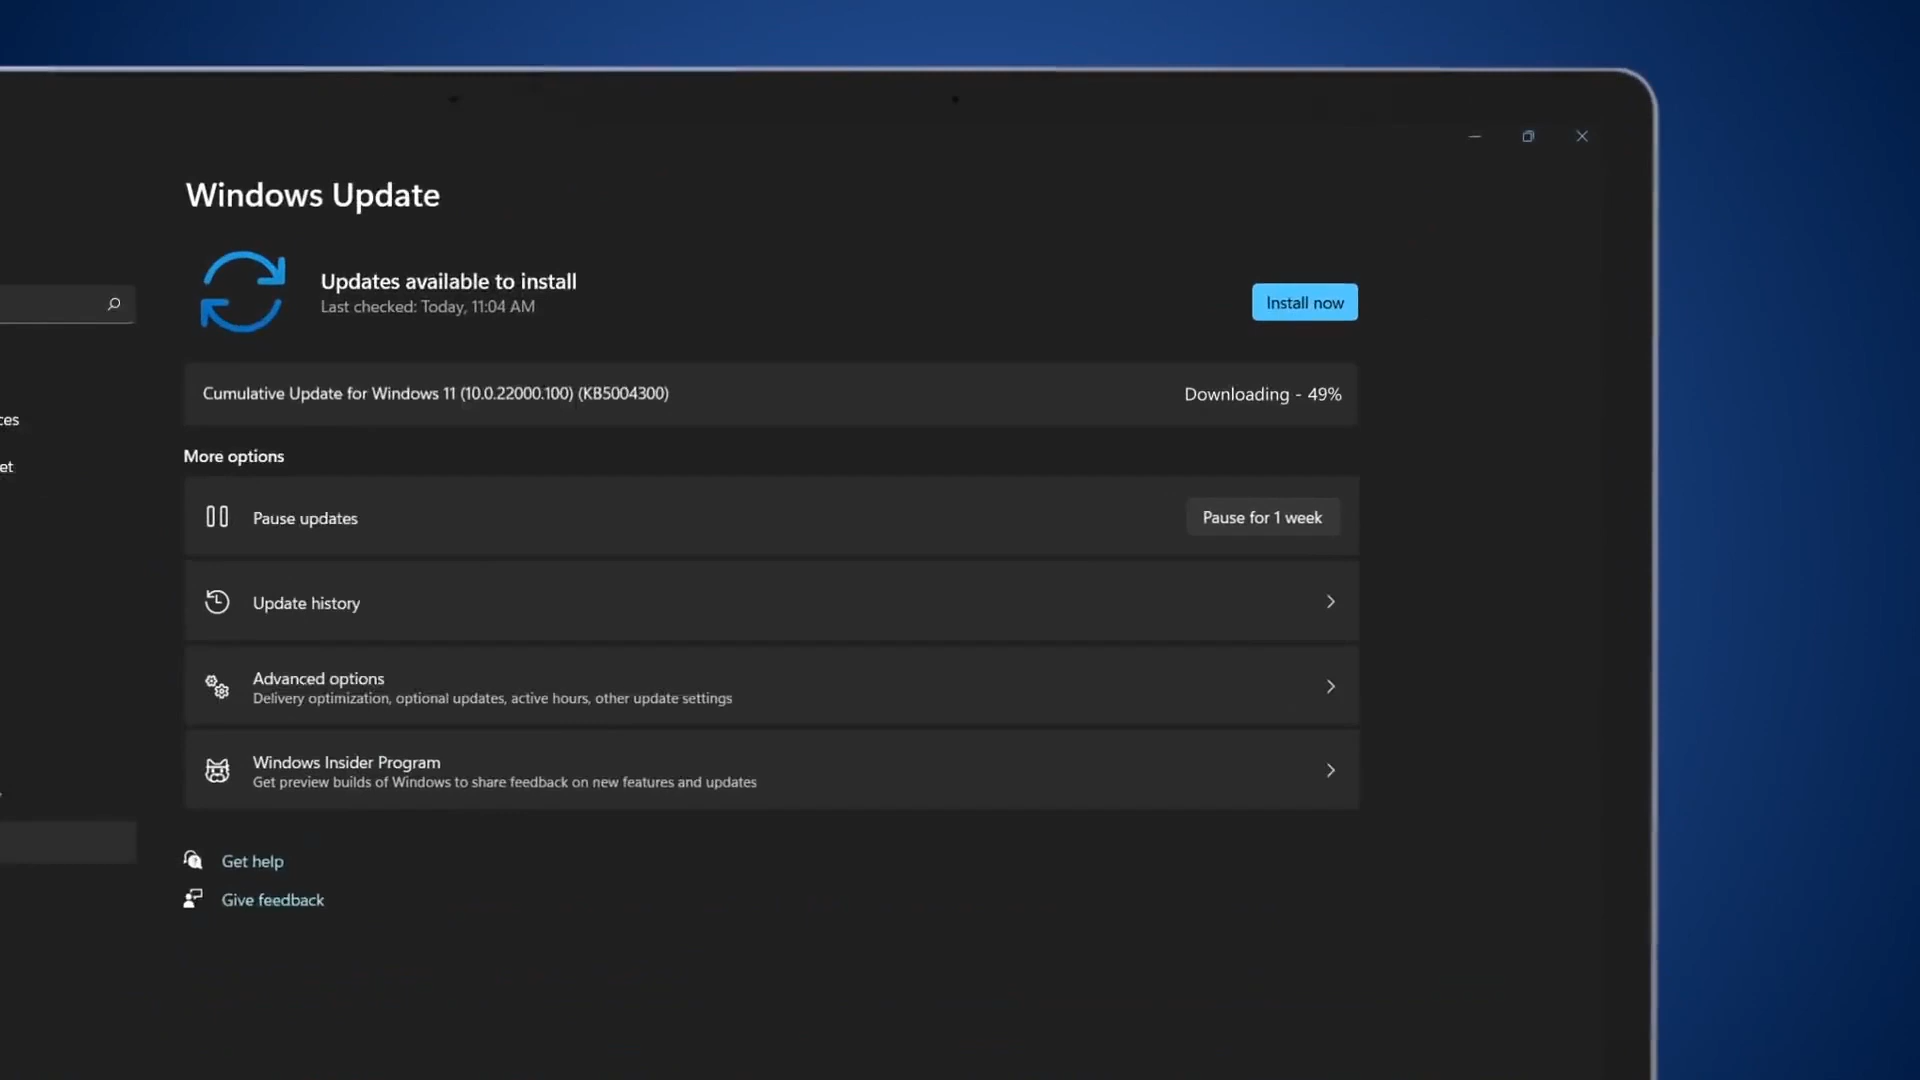 Windows Update
Updates available to install
Last checked: Today, 11:04 AM
Install now
Cumulative Update for Windows 11 (10.0.22000.100) (KB5004300)
Downloading - 49%
ces
et
More options
Pause updates
Pause for 1 week
Update history
Advanced options
Delivery optimization, optional updates, active hours, other update settings
Windows Insider Program
Get preview builds of Windows to share feedback on new features and updates
Get help
Give feedback